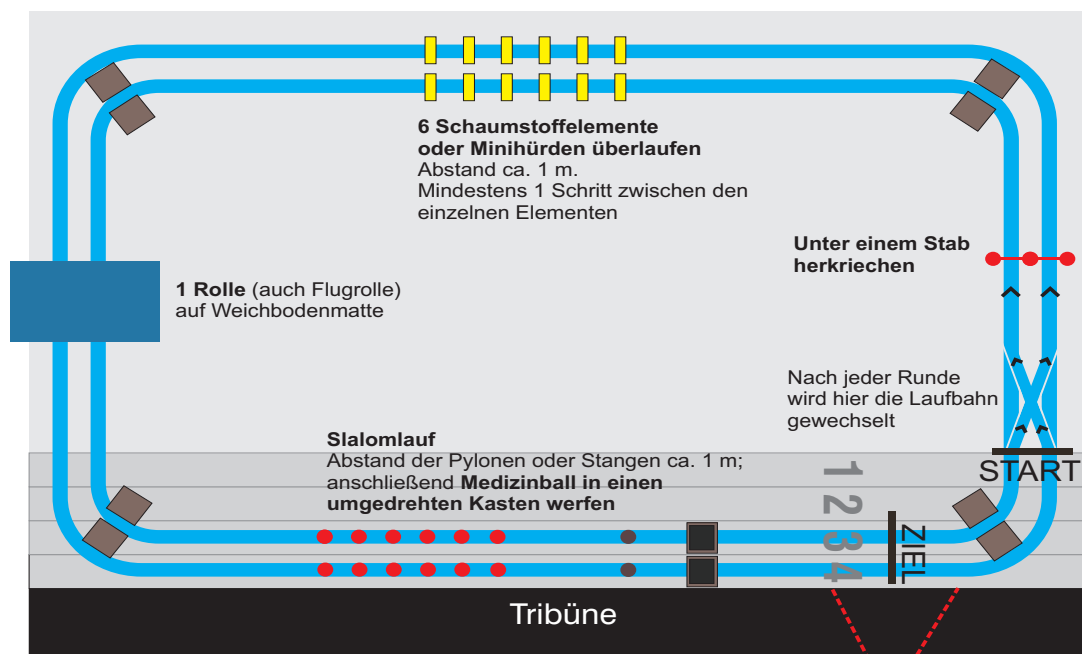 6 Schaumstoffelemente
oder Minihürden überlaufen
Abstand ca. 1 m.
Mindestens 1 Schritt zwischen den
einzelnen Elementen
Unter einem Stab
herkriechen
1 Rolle (auch Flugrolle)
auf Weichbodenmatte
Nach jeder Runde
wird hier die Laufbahn
gewechselt
Slalomlauf
Abstand der Pylonen oder Stangen ca. 1 m;
anschließend Medizinball in einen
umgedrehten Kasten werfen
START
1
2
3
4
ZIEL
Tribüne